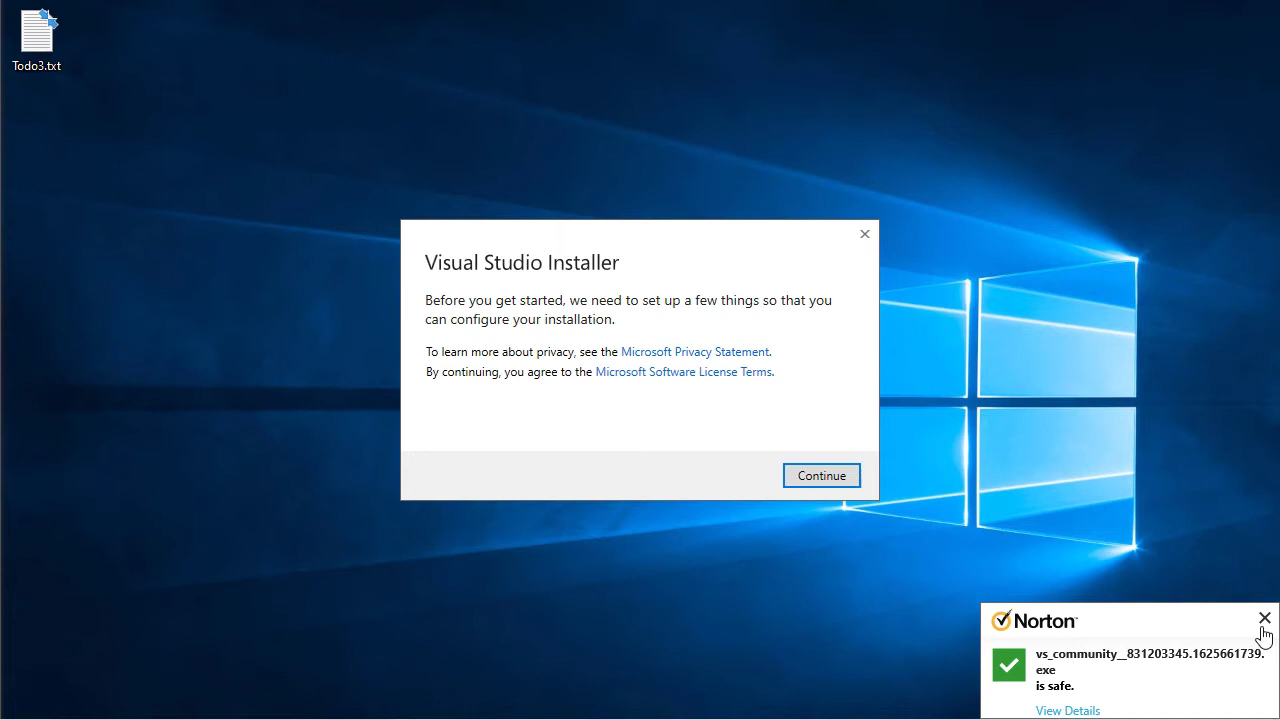 Todo3.txt
Visual Studio Installer
Before you get started, we need to set up a few things so that you
can configure your installation.
To learn more about privacy, see the Microsoft Privacy Statement.
By continuing, you agree to the Microsoft Software License Terms.
Continue
Norton
vs_community__831203345.1625661739.
exe
is safe.
View Details